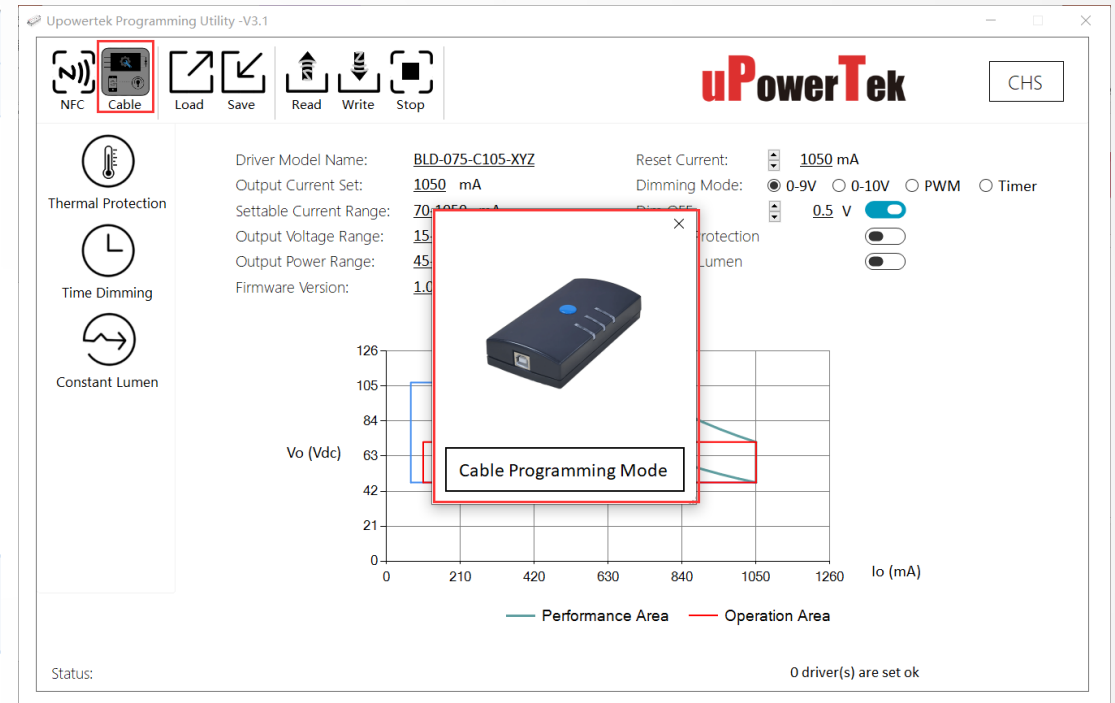 Upowertek Programming Utility -V3.1
NFC Cable Load Save Read Write Stop
uPowerTek
CHS
Thermal Protection
Time Dimming
Constant Lumen
Driver Model Name: BLD-075-C105-XYZ
Output Current Set: 1050 mA
Settable Current Range:
Output Voltage Range:
Output Power Range:
Firmware Version:
Reset Current: 1050 mA
Dimming Mode: 0-9V 0-10V PWM Timer
0.5 V
Cable Programming Mode
Vo (Vdc)
126
105
84
63
42
21
0
0 210 420 630 840 1050 1260
Io (mA)
Performance Area Operation Area
Status:
0 driver(s) are set ok